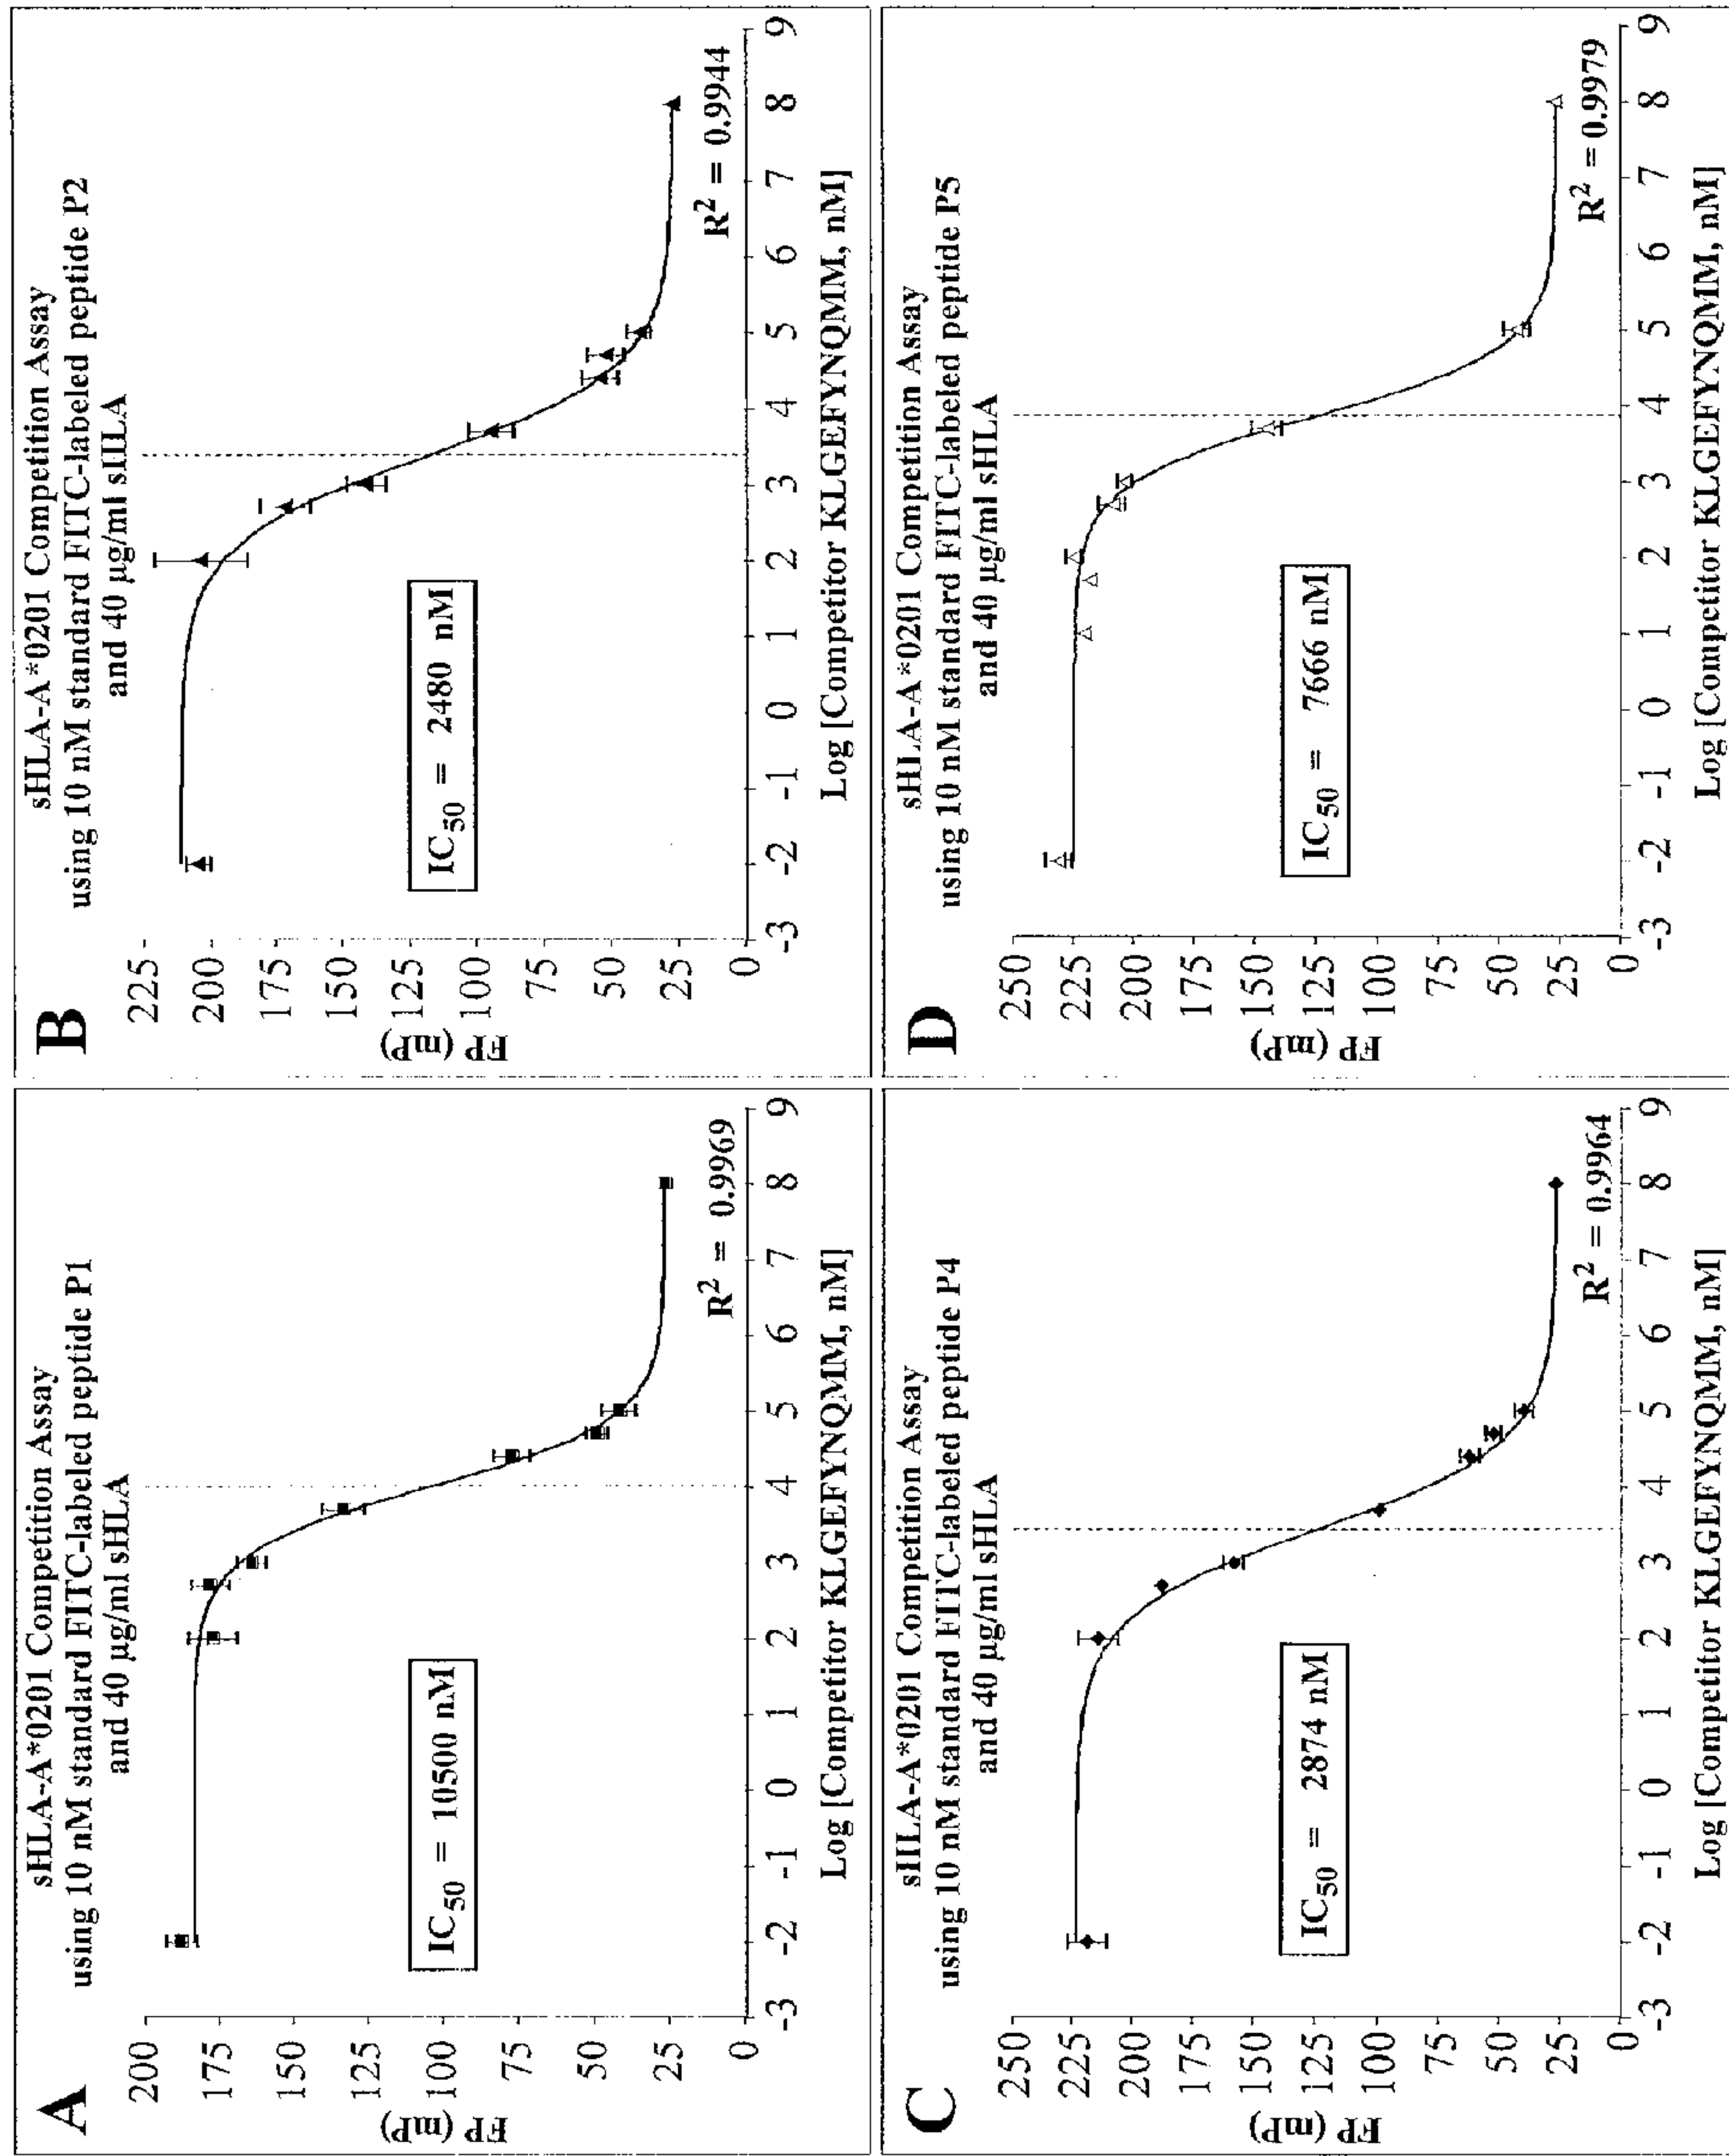 A
sHLA-A*0201 Competition Assay
using 10 nM standard FITC-labeled peptide P1
and 40 µg/ml sHLA
FP (mP)
200
175
150
125
100
75
50
25
0
IC50 = 10500 nM
R2 = 0.9969
-3 -2 -1 0 1 2 3 4 5 6 7 8 9
Log [Competitor KLGEFYNQMM, nM]
B
sHLA-A*0201 Competition Assay
using 10 nM standard FITC-labeled peptide P2
and 40 µg/ml sHLA
FP (mP)
225
200
175
150
125
100
75
50
25
0
IC50 = 2480 nM
R2 = 0.9944
-3 -2 -1 0 1 2 3 4 5 6 7 8 9
Log [Competitor KLGEFYNQMM, nM]
C
sHLA-A*0201 Competition Assay
using 10 nM standard FITC-labeled peptide P4
and 40 µg/ml sHLA
FP (mP)
250
225
200
175
150
125
100
75
50
25
0
IC50 = 2874 nM
R2 = 0.9964
-3 -2 -1 0 1 2 3 4 5 6 7 8 9
Log [Competitor KLGEFYNQMM, nM]
D
sHLA-A*0201 Competition Assay
using 10 nM standard FITC-labeled peptide P5
and 40 µg/ml sHLA
FP (mP)
250
225
200
175
150
125
100
75
50
25
0
IC50 = 7666 nM
R2 = 0.9979
-3 -2 -1 0 1 2 3 4 5 6 7 8 9
Log [Competitor KLGEFYNQMM, nM]